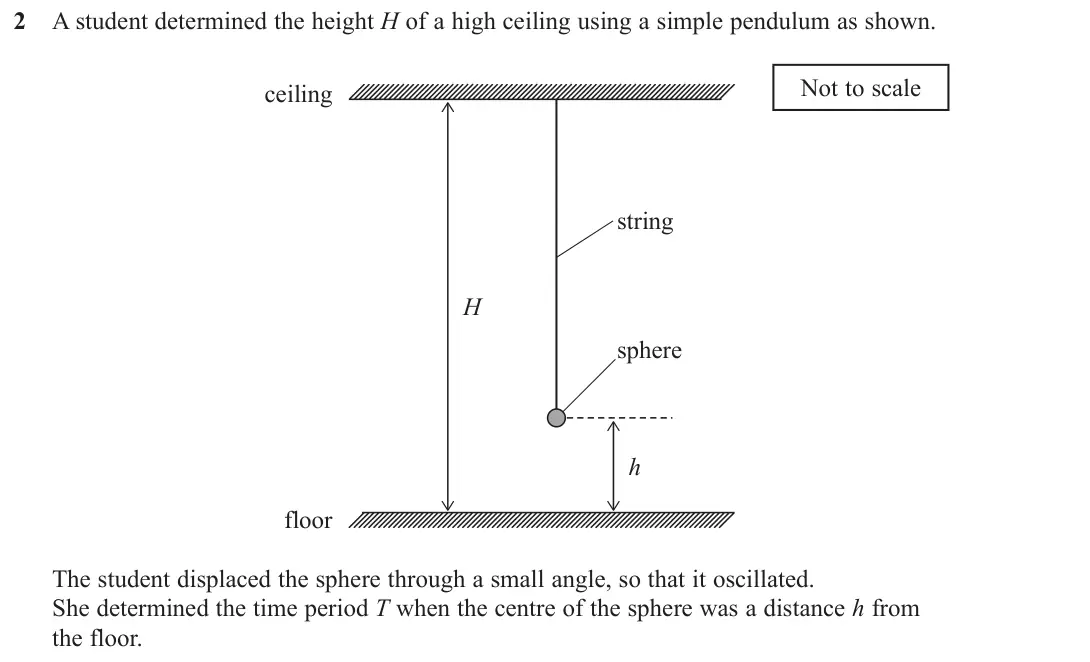 2 A student determined the height H of a high ceiling using a simple pendulum as shown.
ceiling
Not to scale
string
H
sphere
h
floor
The student displaced the sphere through a small angle, so that it oscillated.
She determined the time period T when the centre of the sphere was a distance h from
the floor.